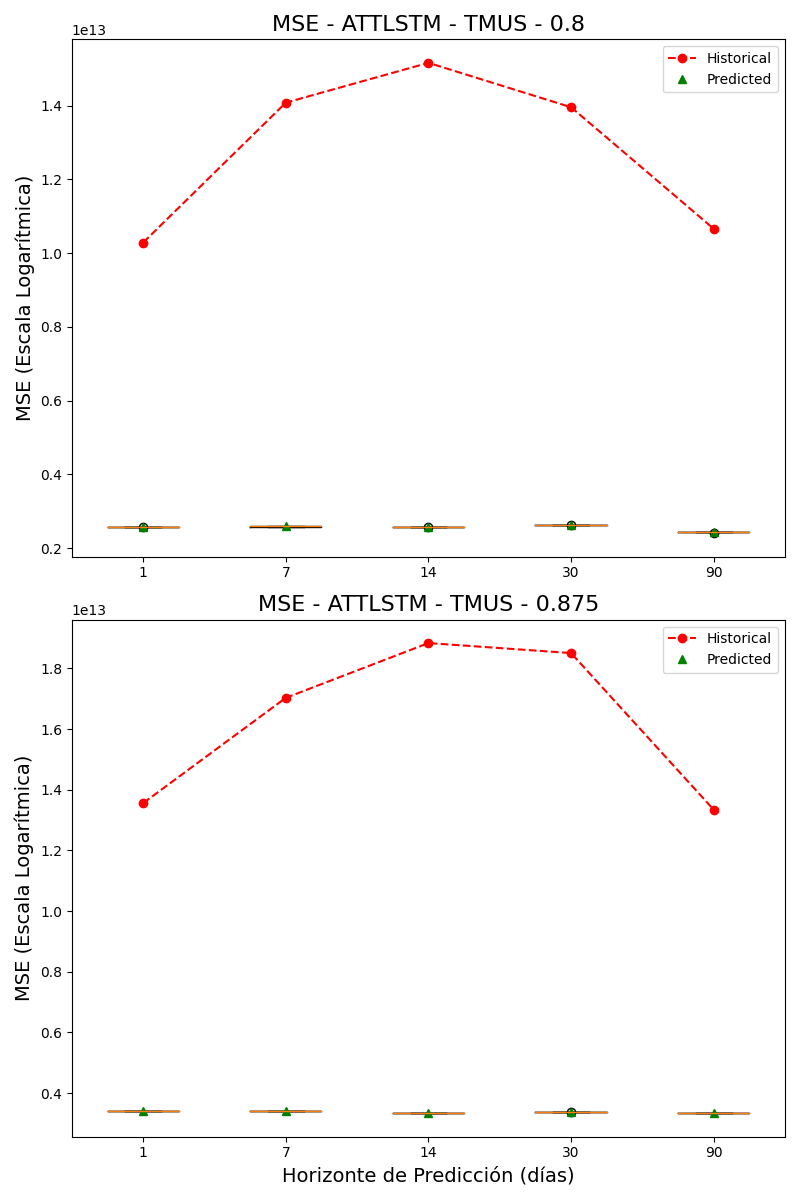 MSE - ATTLSTM - TMUS - 0.8
1e13
Historical
Predicted
MSE (Escala Logarítmica)
1.4
1.2
1.0
0.8
0.6
0.4
0.2
1 7 14 30 90
MSE - ATTLSTM - TMUS - 0.875
1e13
Historical
Predicted
MSE (Escala Logarítmica)
1.8
1.6
1.4
1.2
1.0
0.8
0.6
0.4
1 7 14 30 90
Horizonte de Predicción (días)